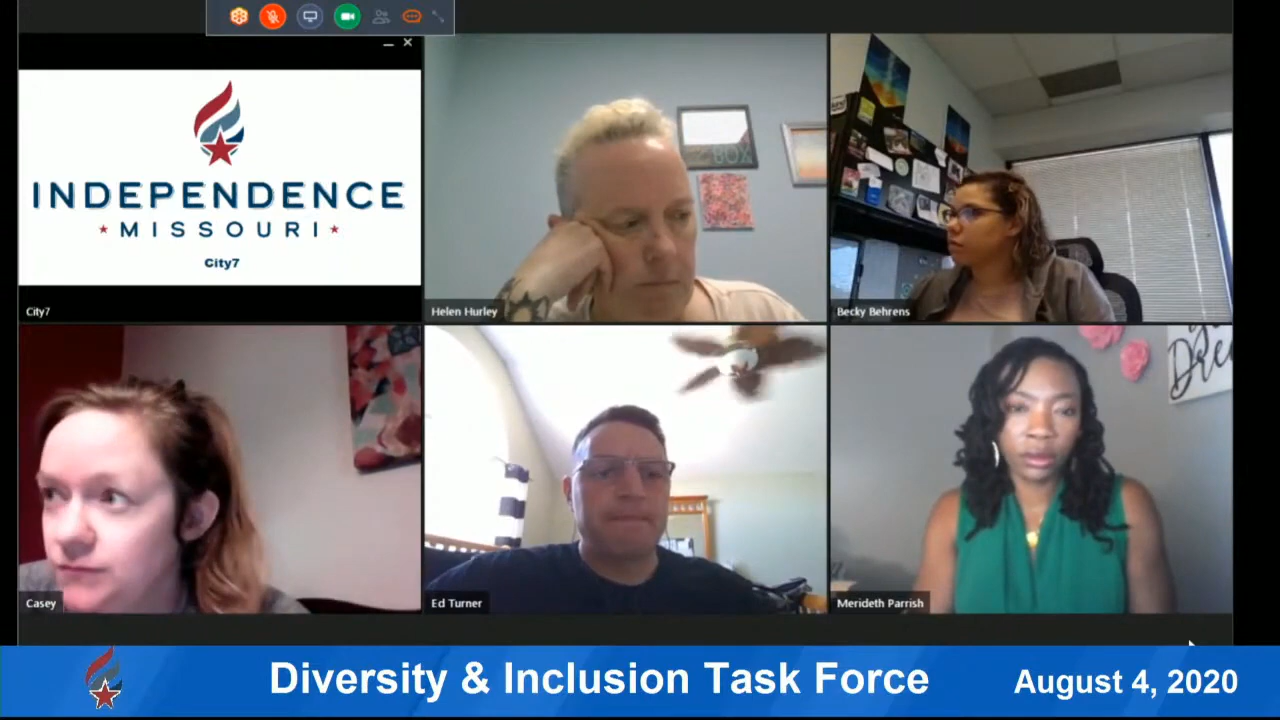 INDEPENDENCE
MISSOURI
City7
City7
Helen Hurley
BOX
Becky Behrens
Casey
Ed Turner
Merideth Parrish
Diversity & Inclusion Task Force
August 4, 2020